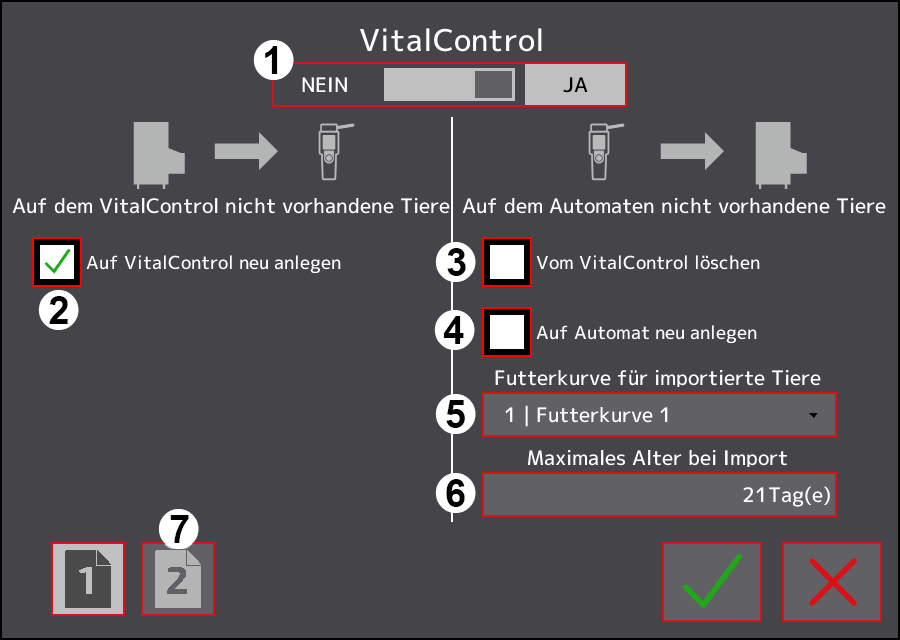 VitalControl
1
NEIN
JA
Auf dem VitalControl nicht vorhandene Tiere
Auf VitalControl neu anlegen
2
Auf dem Automaten nicht vorhandene Tiere
3 Vom VitalControl löschen
4 Auf Automat neu anlegen
Futterkurve für importierte Tiere
5 1 | Futterkurve 1
Maximales Alter bei Import
6 21Tag(e)
7
1
2